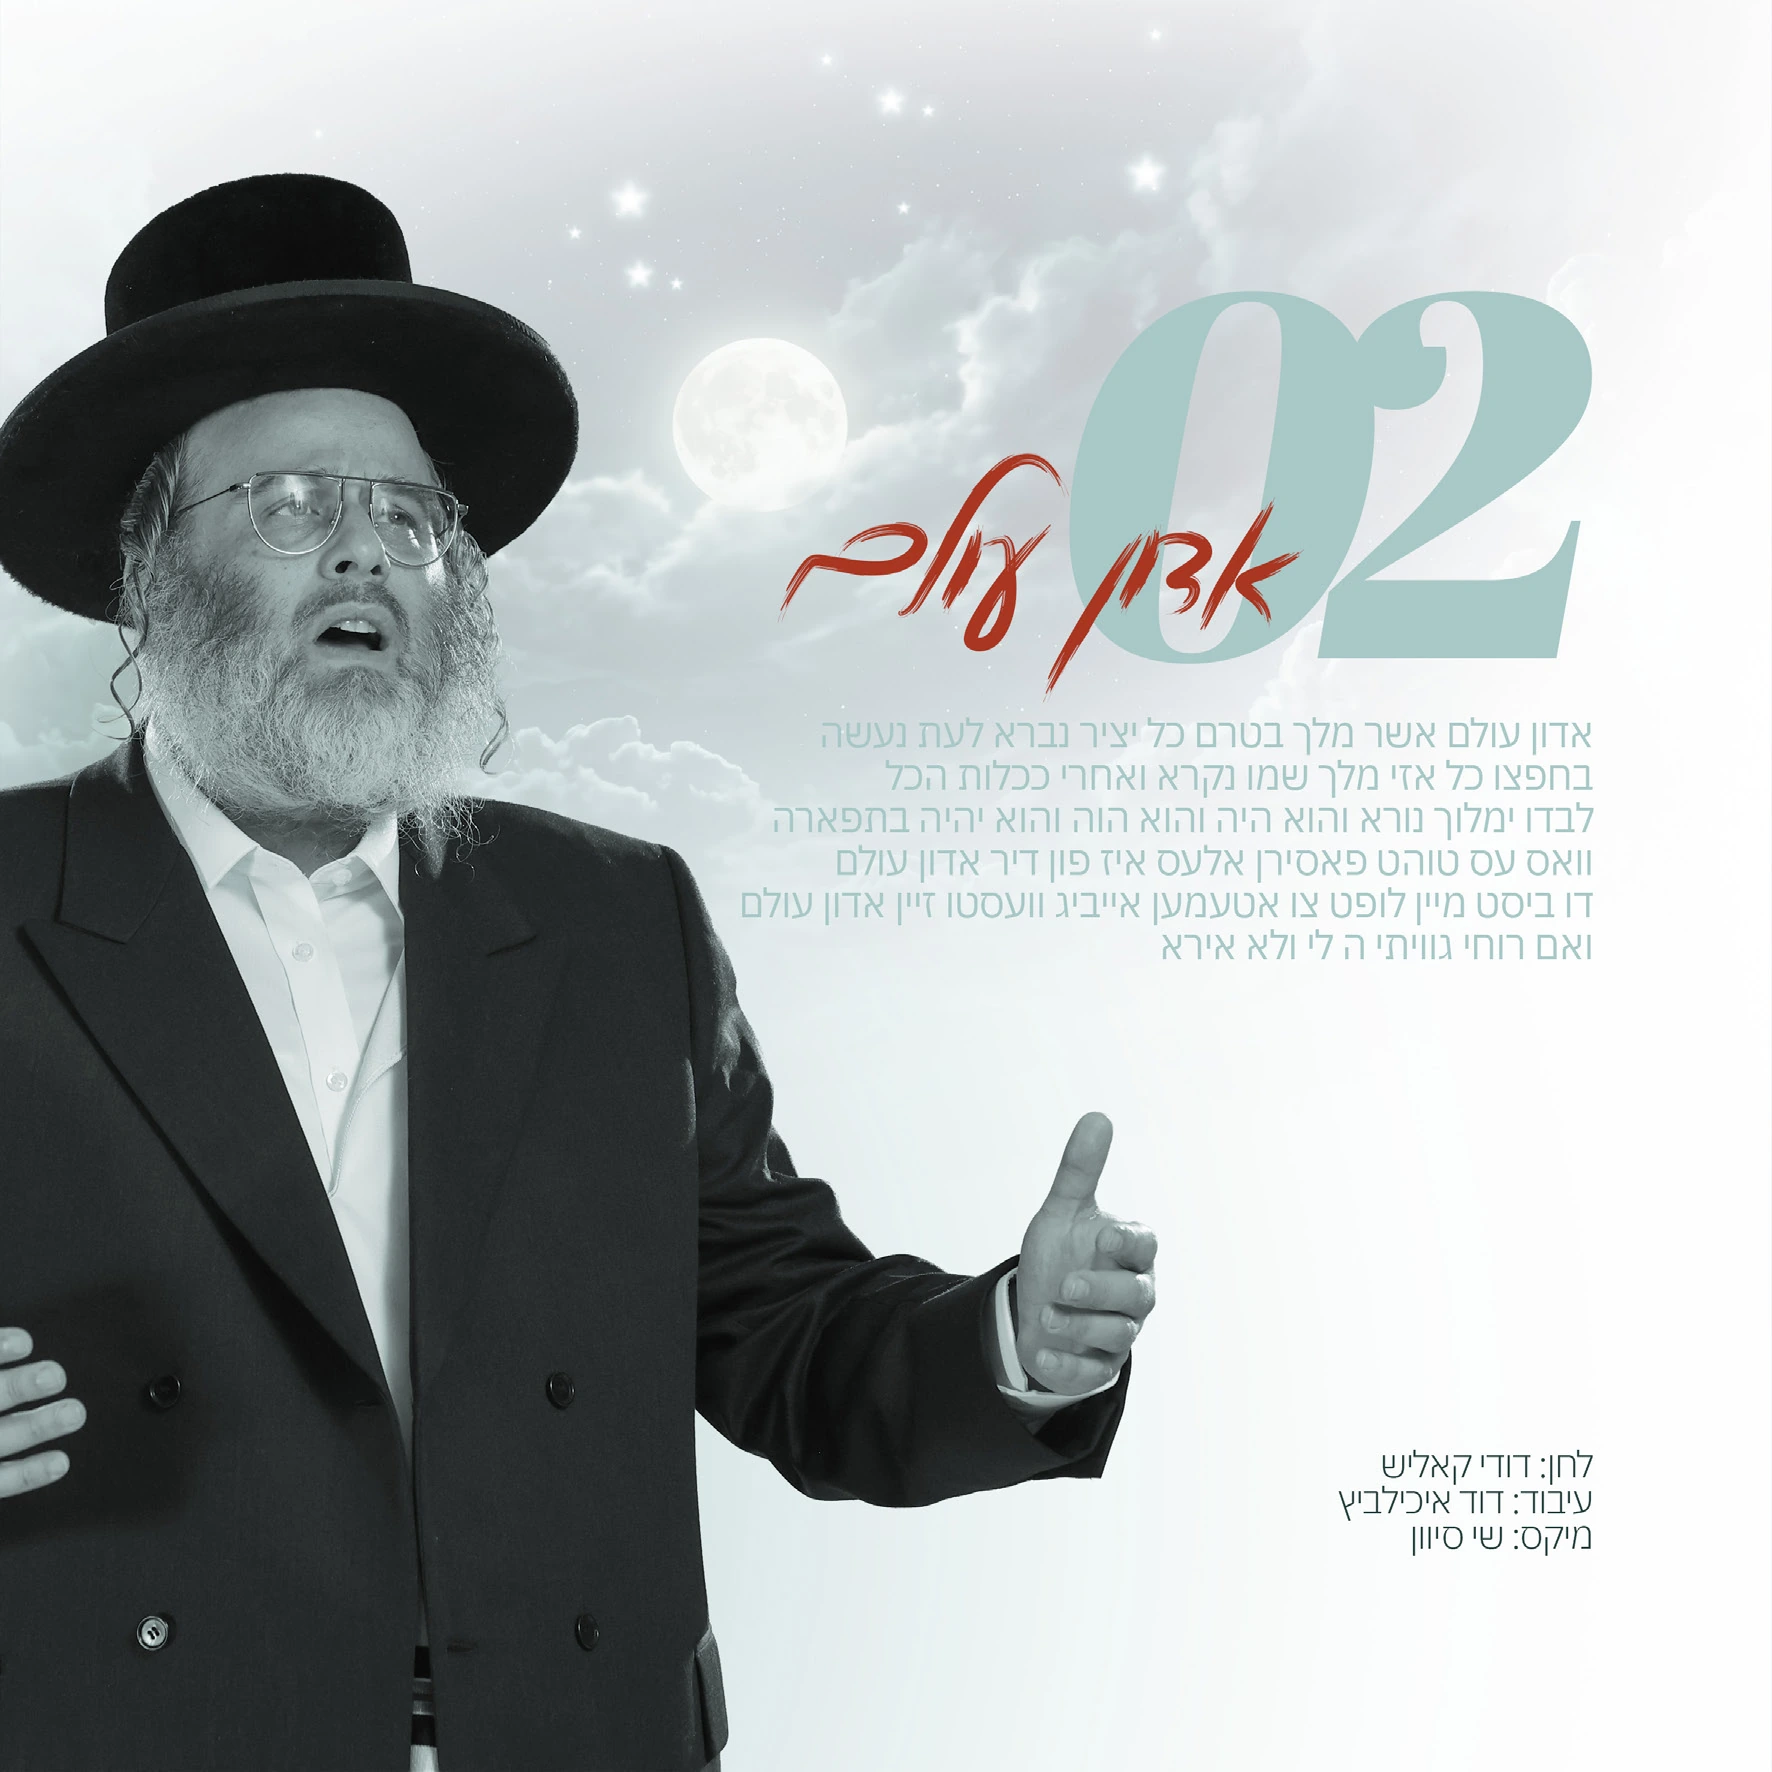 02
אדון עולם
אדון עולם אשר מלך בטרם כל יציר נברא לעת נעשה
בחפצו כל אזי מלך שמו נקרא ואחרי ככלות הכל
לבדו ימלוך נורא והוא היה והוא הוה והוא יהיה בתפארה
וואס עס טוהט פאסירן אלעס איז פון דיר אדון עולם
דו ביסט מיין לופט צו אטעמען אייביג וועסטו זיין אדון עולם
ואם רוחי גוויתי ה לי ולא אירא
לחן: דודי קאליש
עיבוד: דוד איכילביץ
מיקס: שי סיוון